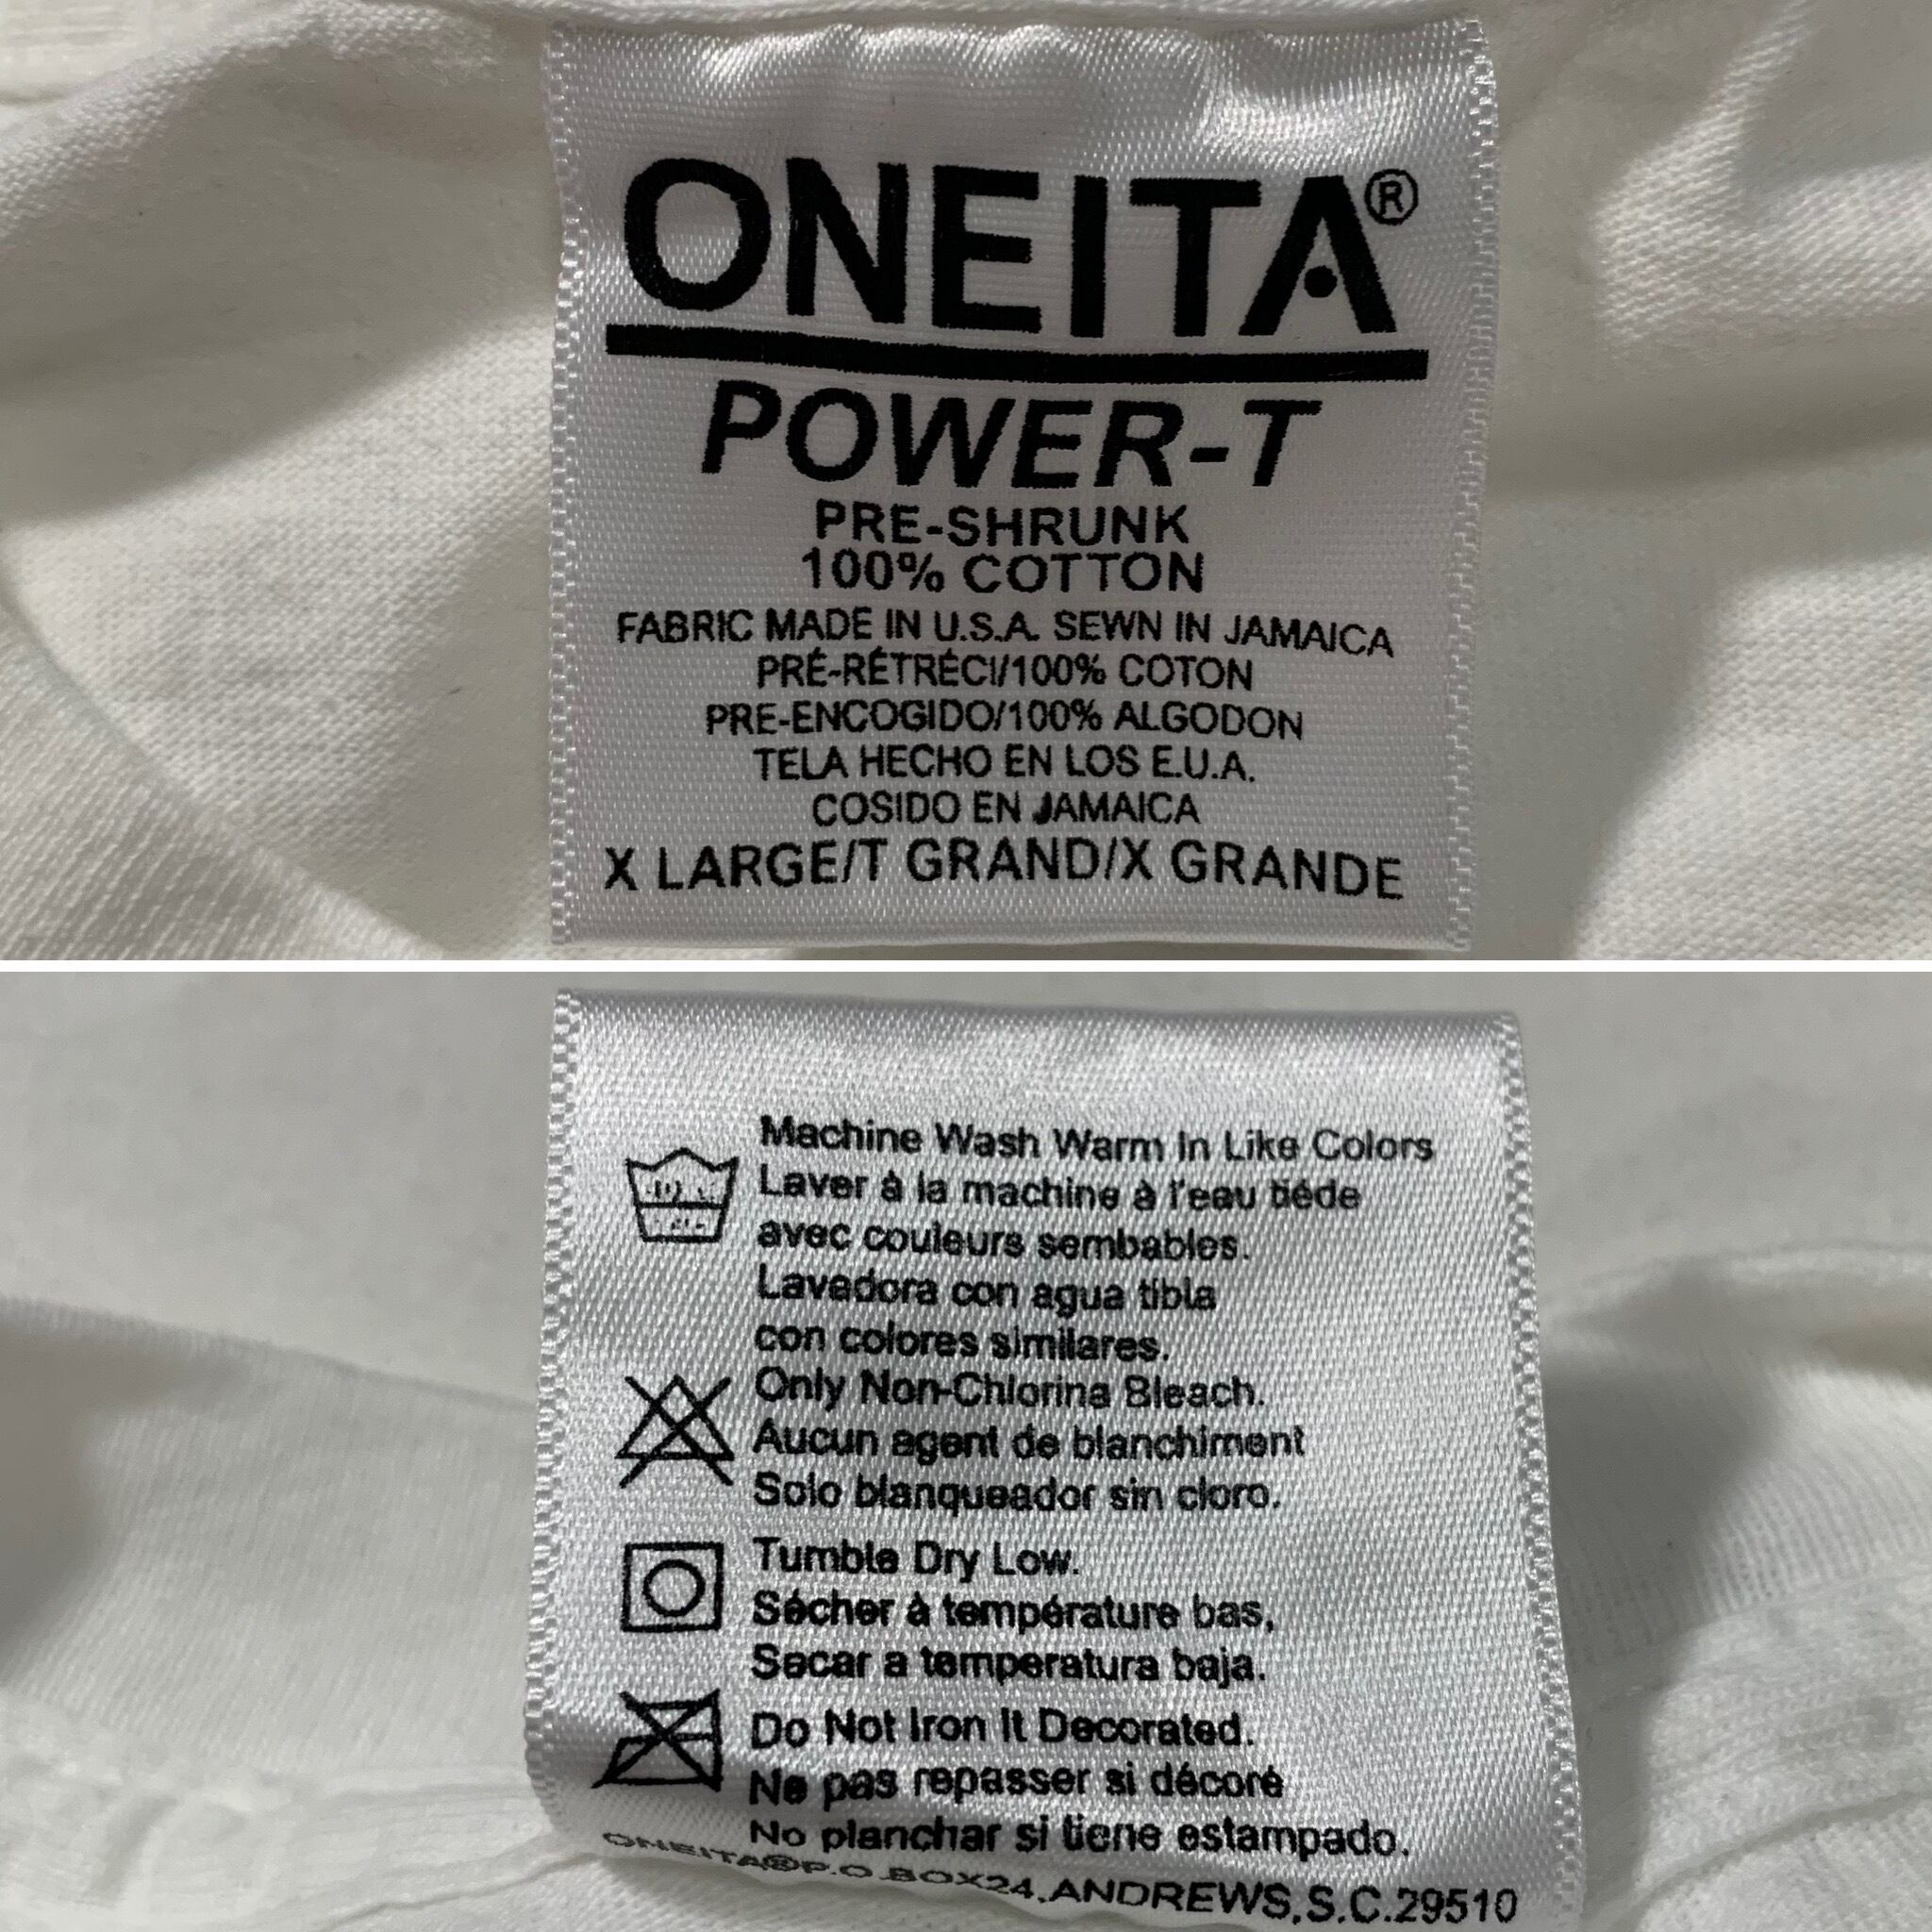 ONEITA®
POWER-T
PRE-SHRUNK
100% COTTON
FABRIC MADE IN U.S.A. SEWN IN JAMAICA
PRÉ-RÉTRÉCI/100% COTON
PRE-ENCOGIDO/100% ALGODON
TELA HECHO EN LOS E.U.A.
COSIDO EN JAMAICA
X LARGE/T GRAND/X GRANDE
Machine Wash Warm In Like Colors
Laver à la machine à l'eau tiéde
avec couleurs sembables.
Lavadora con agua tibla
con colores similares.
Only Non-Chlorina Bleach.
Aucun agent de blanchiment
Solo blanqueador sin cloro.
Tumble Dry Low.
Sécher à température bas,
Secar a temperatura baja.
Do Not Iron It Decorated.
Ne pas repasser si décoré
No planchar si tiene estampado.
ONEITA®P.O.BOX24,ANDREWS,S.C.29510